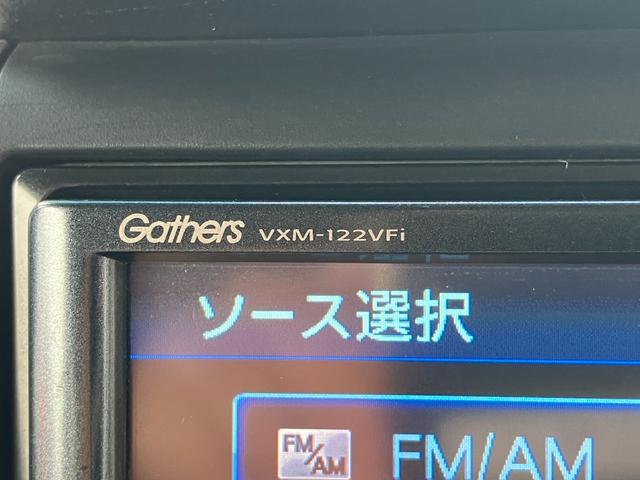 Gathers VXM-122VFi
ソース選択
FM/AM FM/AM